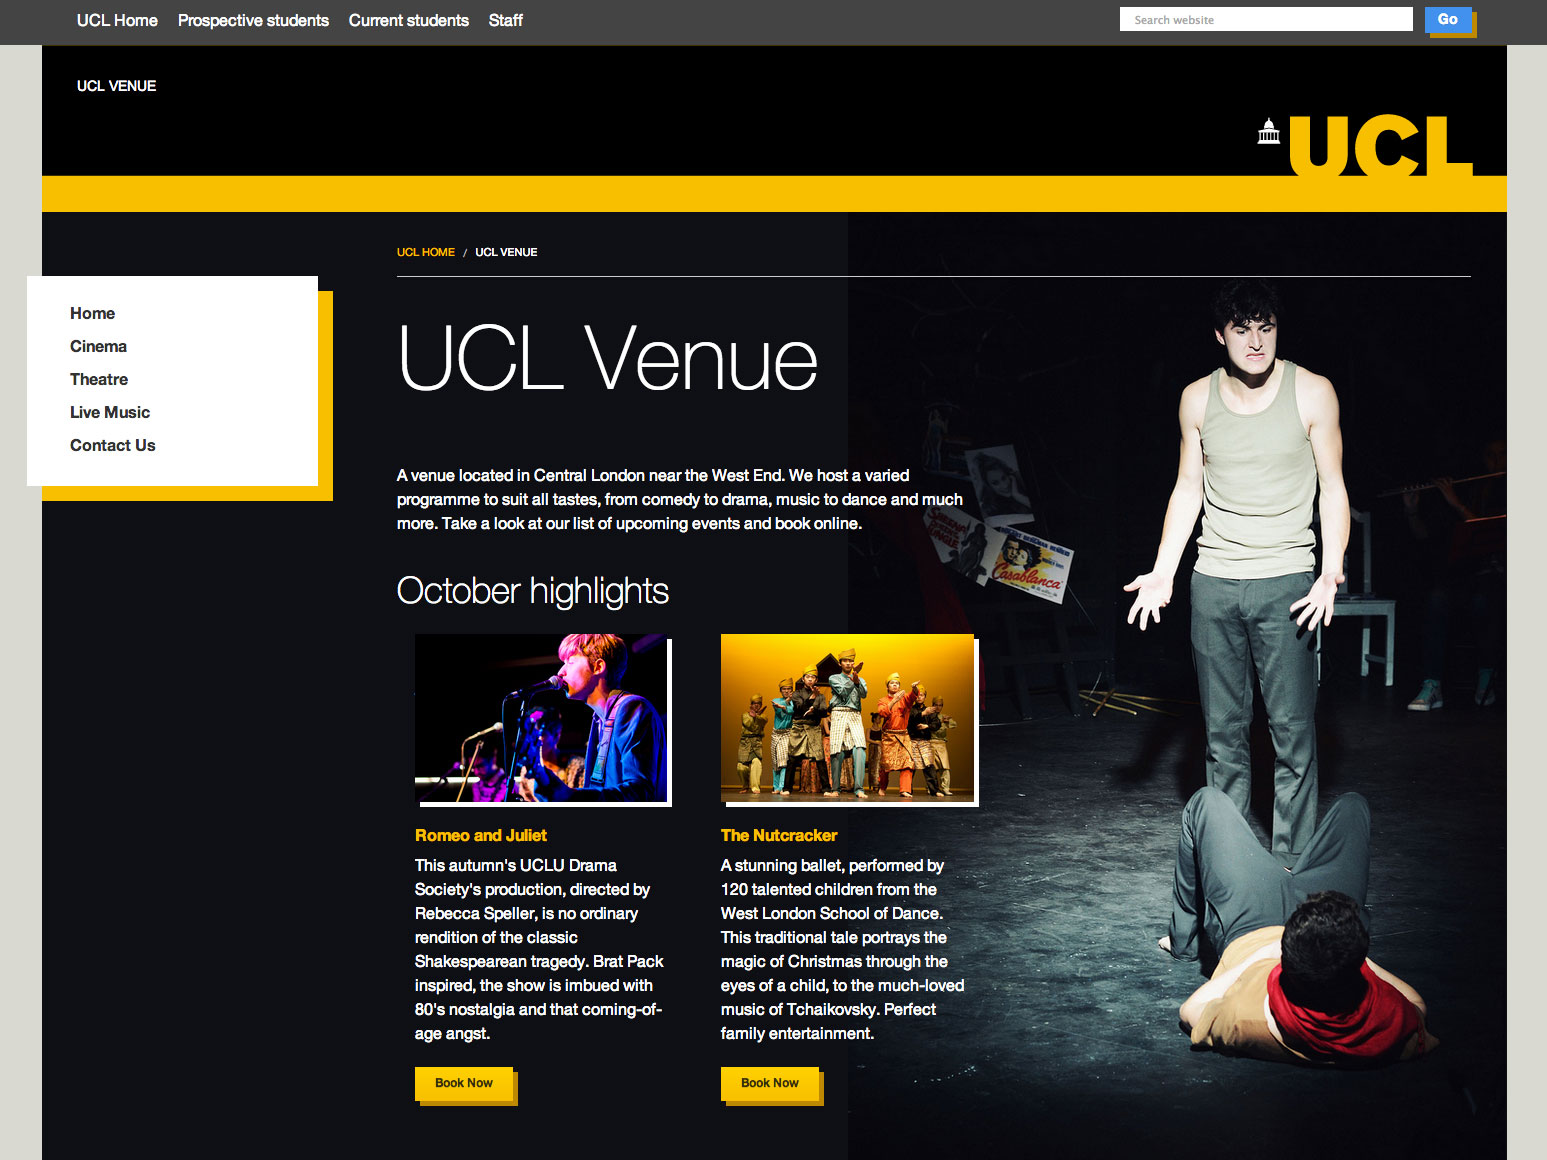 UCL Home Prospective students Current students Staff
Search website Go
UCL VENUE
UCL
UCL HOME / UCL VENUE
Home
Cinema
Theatre
Live Music
Contact Us
UCL Venue
A venue located in Central London near the West End. We host a varied
programme to suit all tastes, from comedy to drama, music to dance and much
more. Take a look at our list of upcoming events and book online.
Casablanca
October highlights
Romeo and Juliet
This autumn's UCLU Drama
Society's production, directed by
Rebecca Speller, is no ordinary
rendition of the classic
Shakespearean tragedy. Brat Pack
inspired, the show is imbued with
80's nostalgia and that coming-of-
age angst.
Book Now
The Nutcracker
A stunning ballet, performed by
120 talented children from the
West London School of Dance.
This traditional tale portrays the
magic of Christmas through the
eyes of a child, to the much-loved
music of Tchaikovsky. Perfect
family entertainment.
Book Now